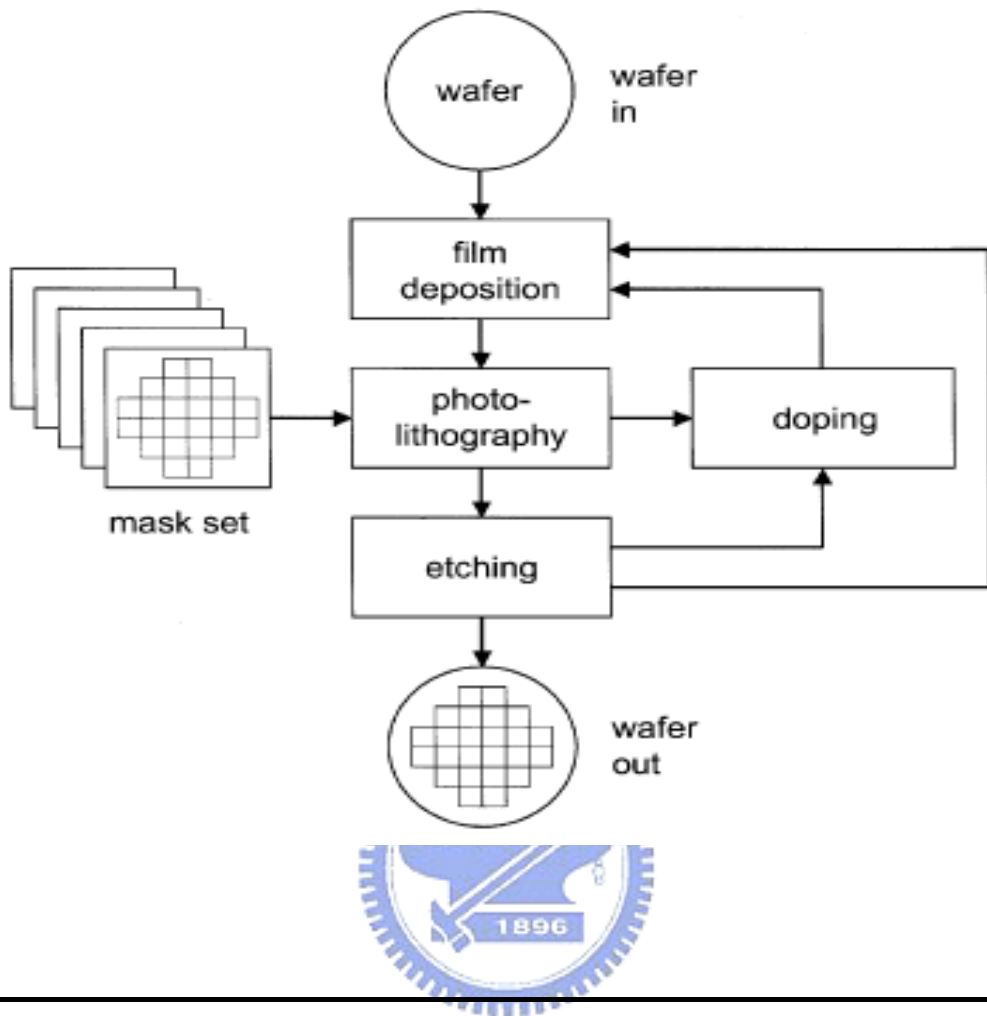 wafer
wafer
in
film
deposition
photo-
lithography
doping
mask set
etching
wafer
out
1896